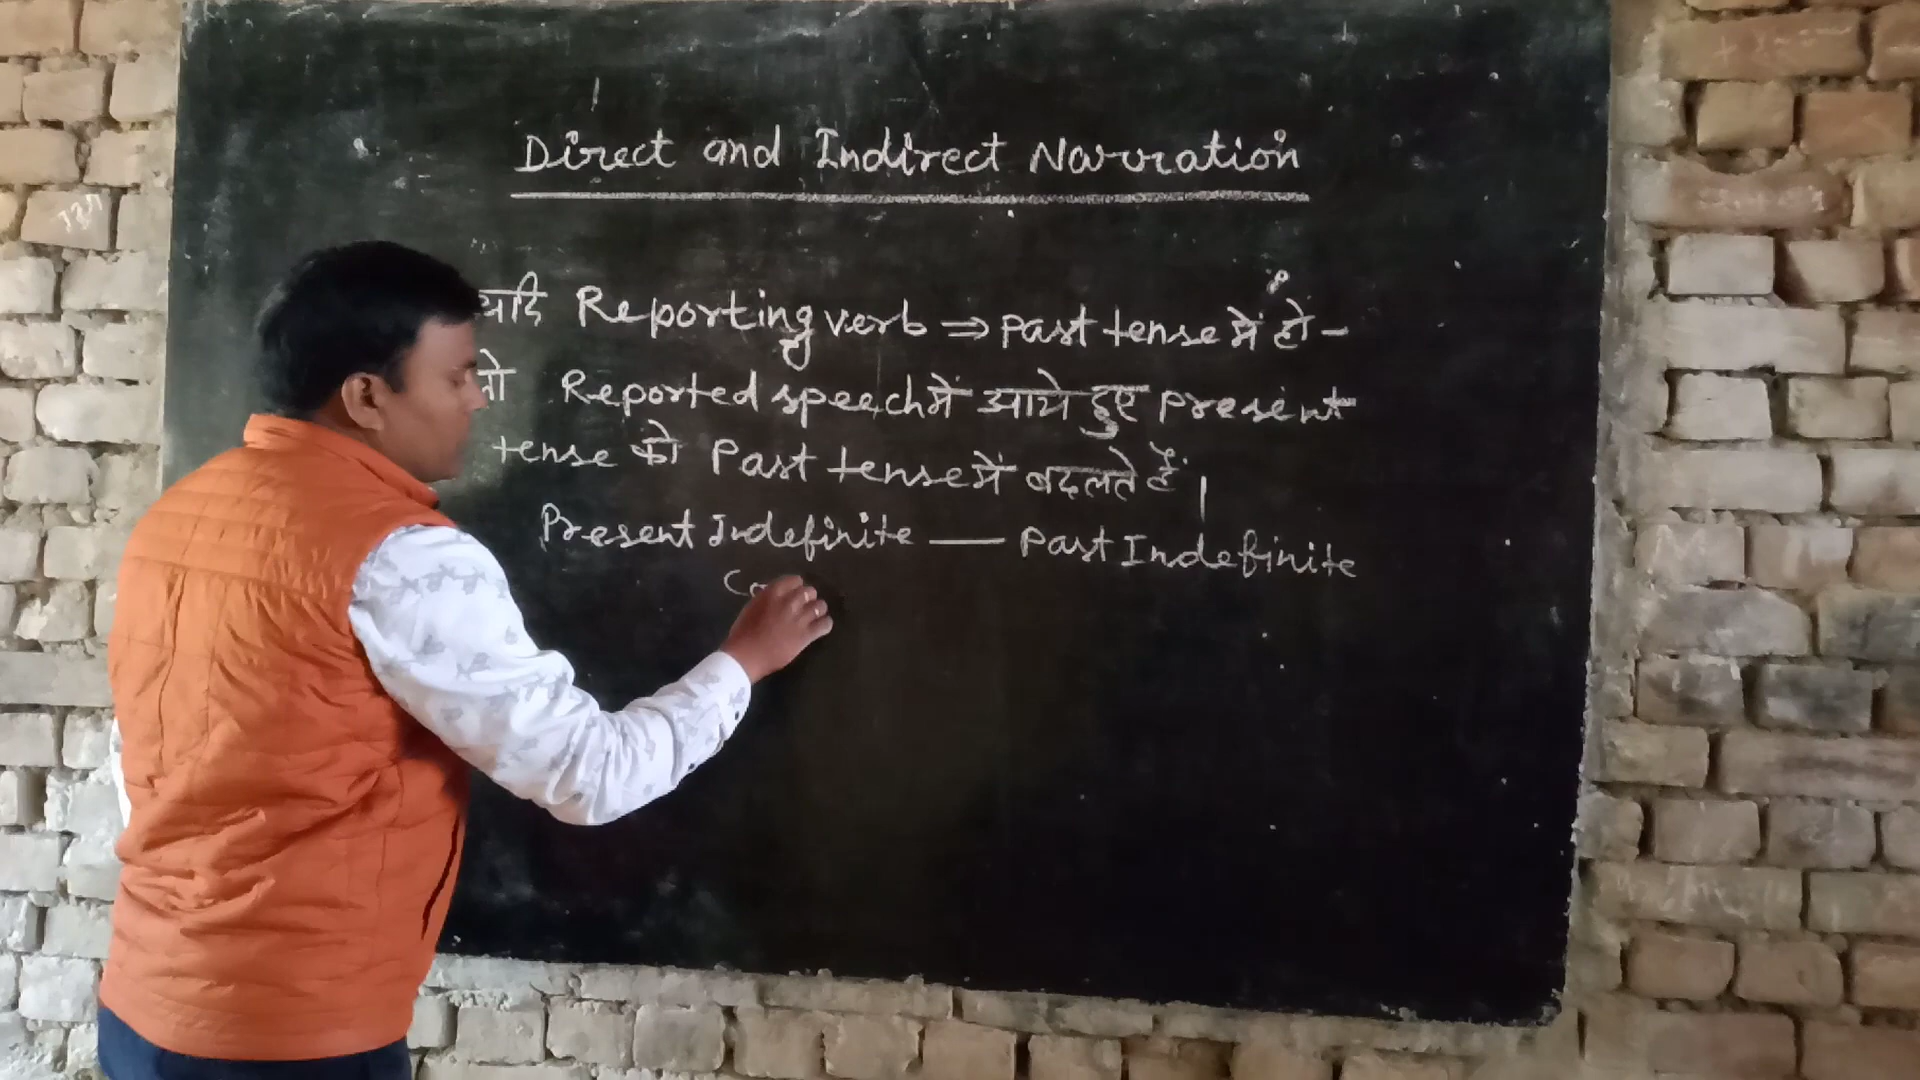 Direct and Indirect Narration
यदि Reporting verb ⇒ Past tense में हो -
तो Reported speech में आये हुए present
tense को Past tense में बदलते हैं।
Present Indefinite — Past Indefinite
Co